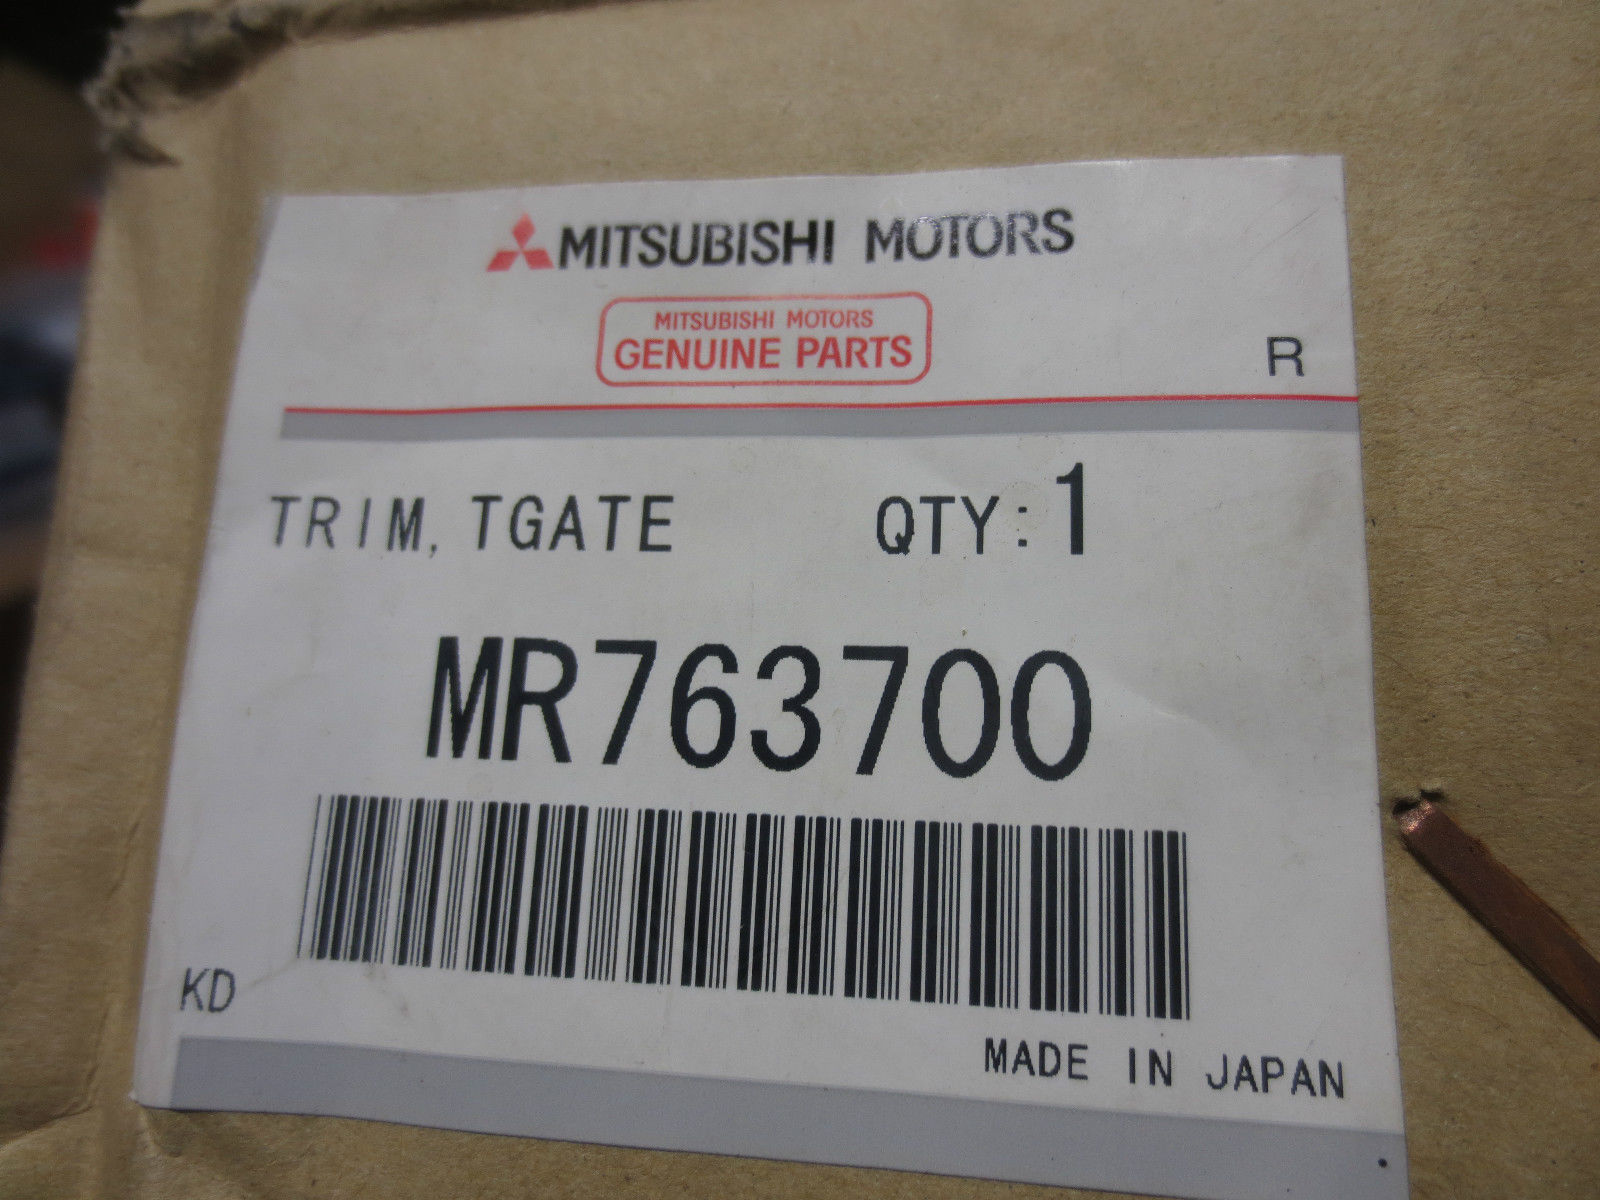 MITSUBISHI MOTORS
MITSUBISHI MOTORS
GENUINE PARTS
R
TRIM, TGATE QTY:1
MR763700
KD
MADE IN JAPAN